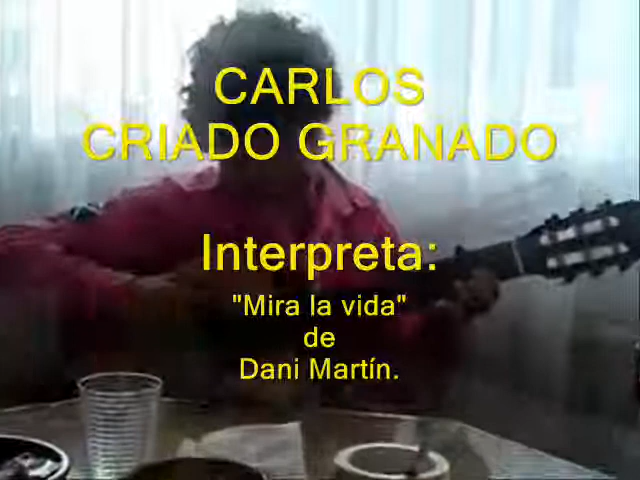 CARLOS
CRIADO GRANADO
Interpreta:
"Mira la vida"
de
Dani Martín.